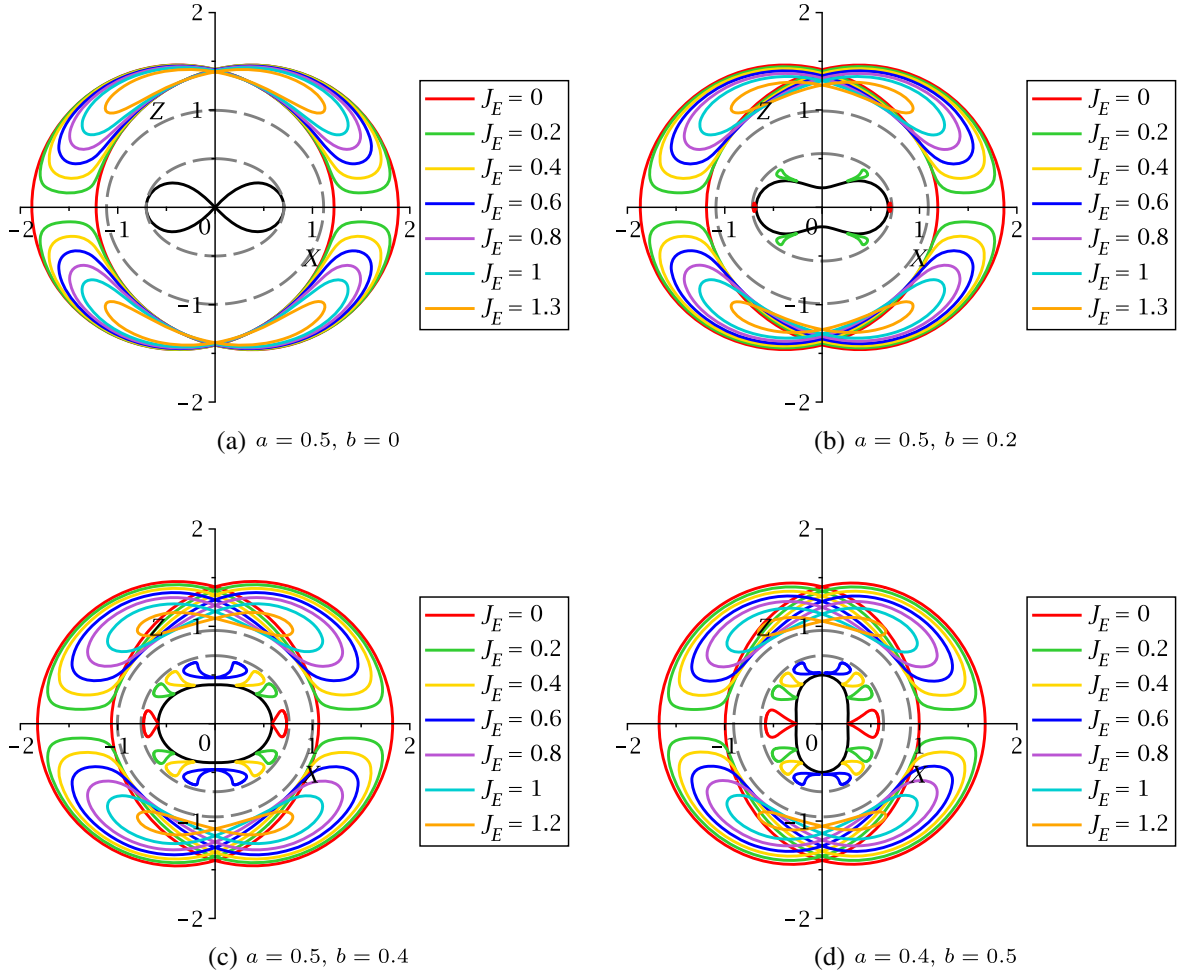 2
Z
1
-2
-1
0
1
2
X
-1
-2
J_E = 0
J_E = 0.2
J_E = 0.4
J_E = 0.6
J_E = 0.8
J_E = 1
J_E = 1.3
(a) a = 0.5, b = 0
2
Z
1
-2
-1
0
1
2
X
-1
-2
J_E = 0
J_E = 0.2
J_E = 0.4
J_E = 0.6
J_E = 0.8
J_E = 1
J_E = 1.3
(b) a = 0.5, b = 0.2
2
Z
1
-2
-1
0
1
2
X
-1
-2
J_E = 0
J_E = 0.2
J_E = 0.4
J_E = 0.6
J_E = 0.8
J_E = 1
J_E = 1.2
(c) a = 0.5, b = 0.4
2
Z
1
-2
-1
0
1
2
X
-1
-2
J_E = 0
J_E = 0.2
J_E = 0.4
J_E = 0.6
J_E = 0.8
J_E = 1
J_E = 1.2
(d) a = 0.4, b = 0.5